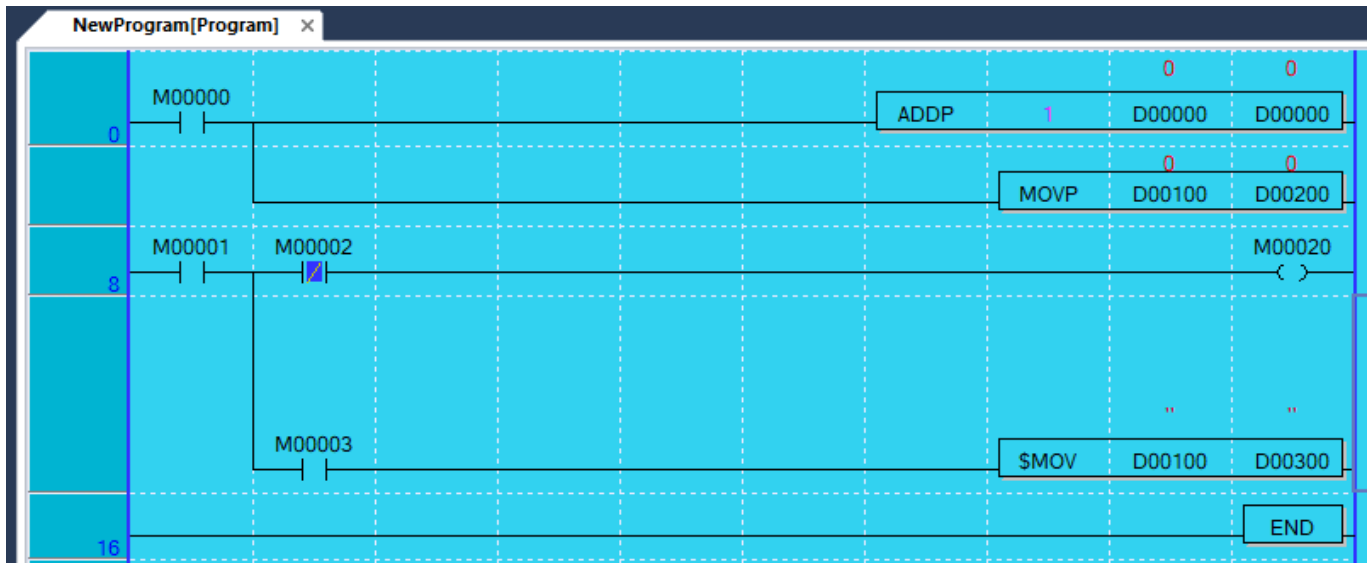 NewProgram[Program] ×
0 0
M00000
0 ADDP 1 D00000 D00000
0 0
MOVP D00100 D00200
M00001 M00002 M00020
8
" "
M00003
$MOV D00100 D00300
END
16